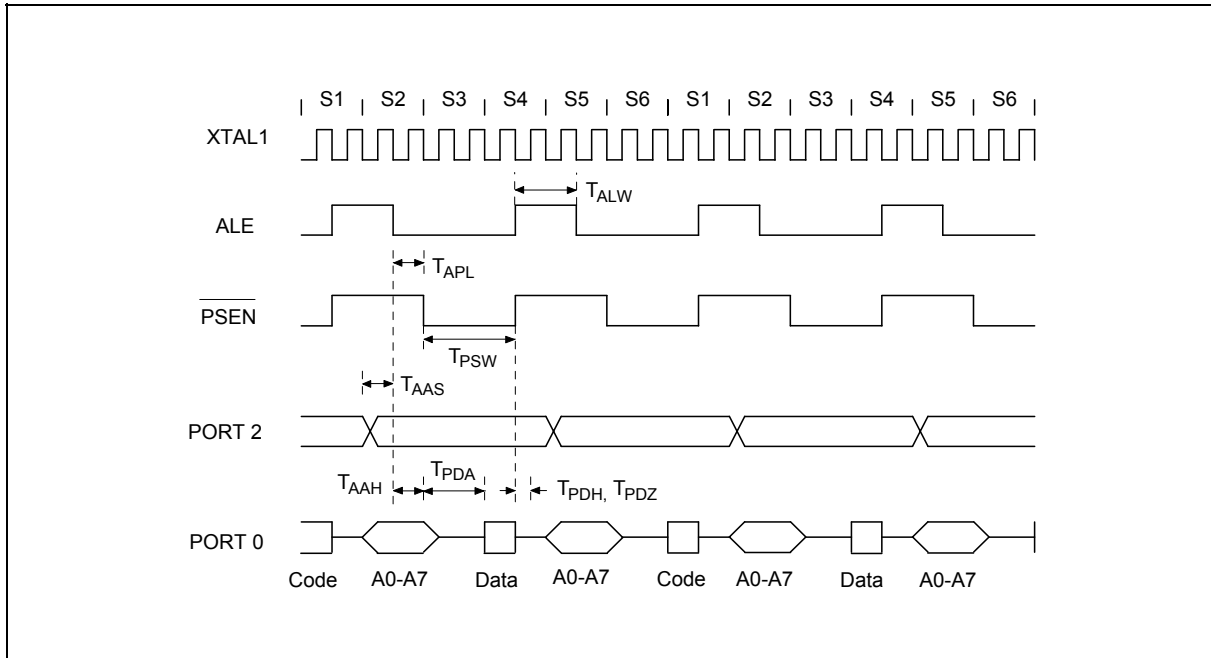 S1 S2 S3 S4 S5 S6 S1 S2 S3 S4 S5 S6
XTAL1
TALW
ALE
TAPL
PSEN
TPSW
TAAS
PORT 2
TAAH TPDA TPDH, TPDZ
PORT 0
Code A0-A7 Data A0-A7 Code A0-A7 Data A0-A7